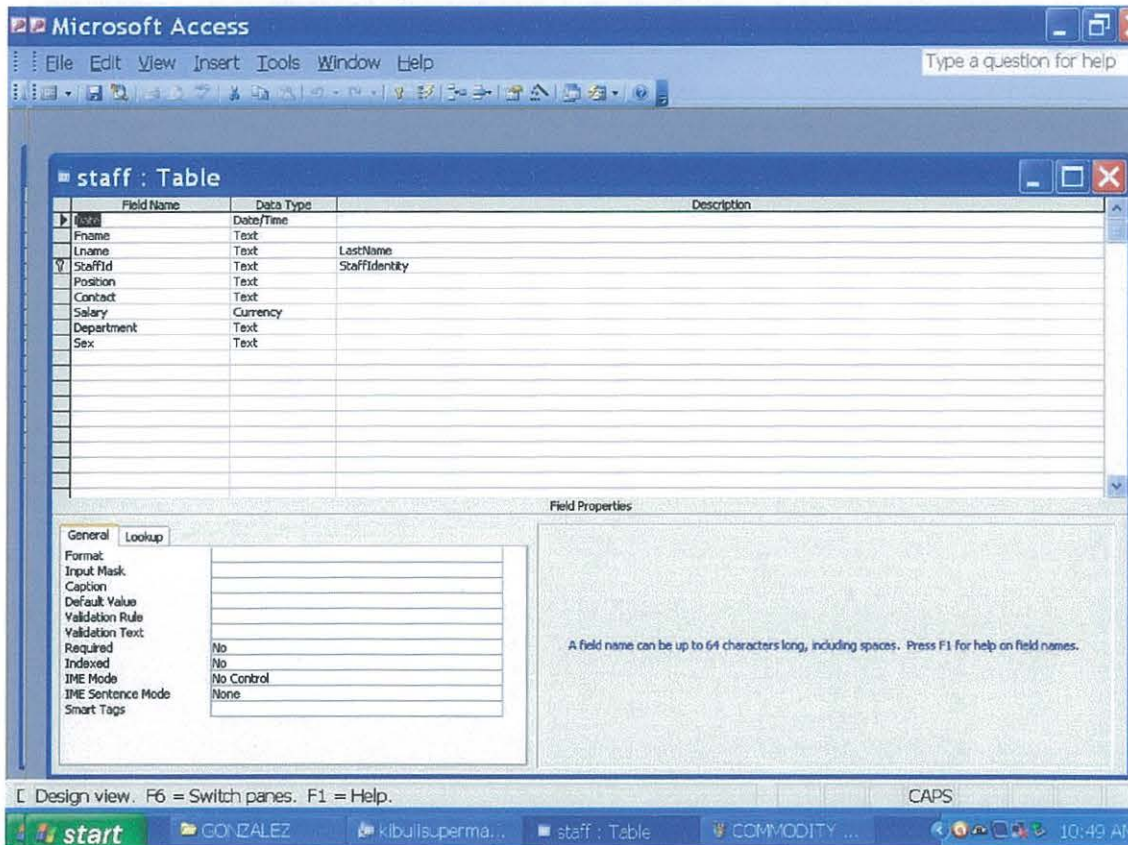 Microsoft Access
File Edit View Insert Tools Window Help
Type a question for help
staff : Table
Field Name Data Type Description
Date Date/Time
Fname Text
Lname Text LastName
StaffId Text StaffIdentity
Position Text
Contact Text
Salary Currency
Department Text
Sex Text
Field Properties
General Lookup
Format
Input Mask
Caption
Default Value
Validation Rule
Validation Text
Required No
Indexed No
IME Mode No Control
IME Sentence Mode None
Smart Tags
A field name can be up to 64 characters long, including spaces. Press F1 for help on field names.
Design view. F6 = Switch panes. F1 = Help.
CAPS
start GONZALEZ kibulisuperma... staff : Table COMMODITY ... 10:49 AM